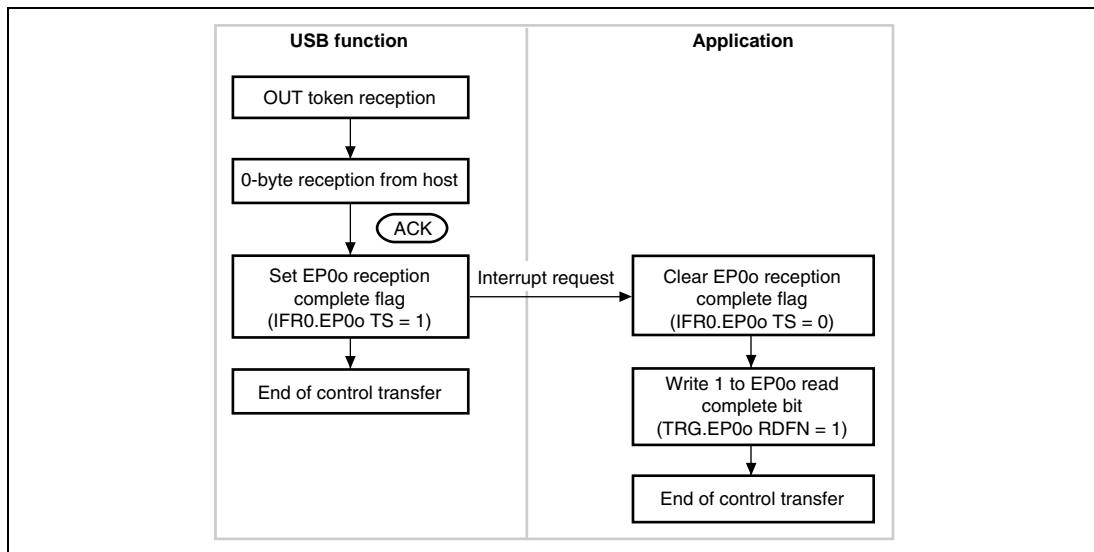 USB function
Application
OUT token reception
0-byte reception from host
ACK
Set EP0o reception
complete flag
(IFR0.EP0o TS = 1)
Interrupt request
Clear EP0o reception
complete flag
(IFR0.EP0o TS = 0)
End of control transfer
Write 1 to EP0o read
complete bit
(TRG.EP0o RDFN = 1)
End of control transfer